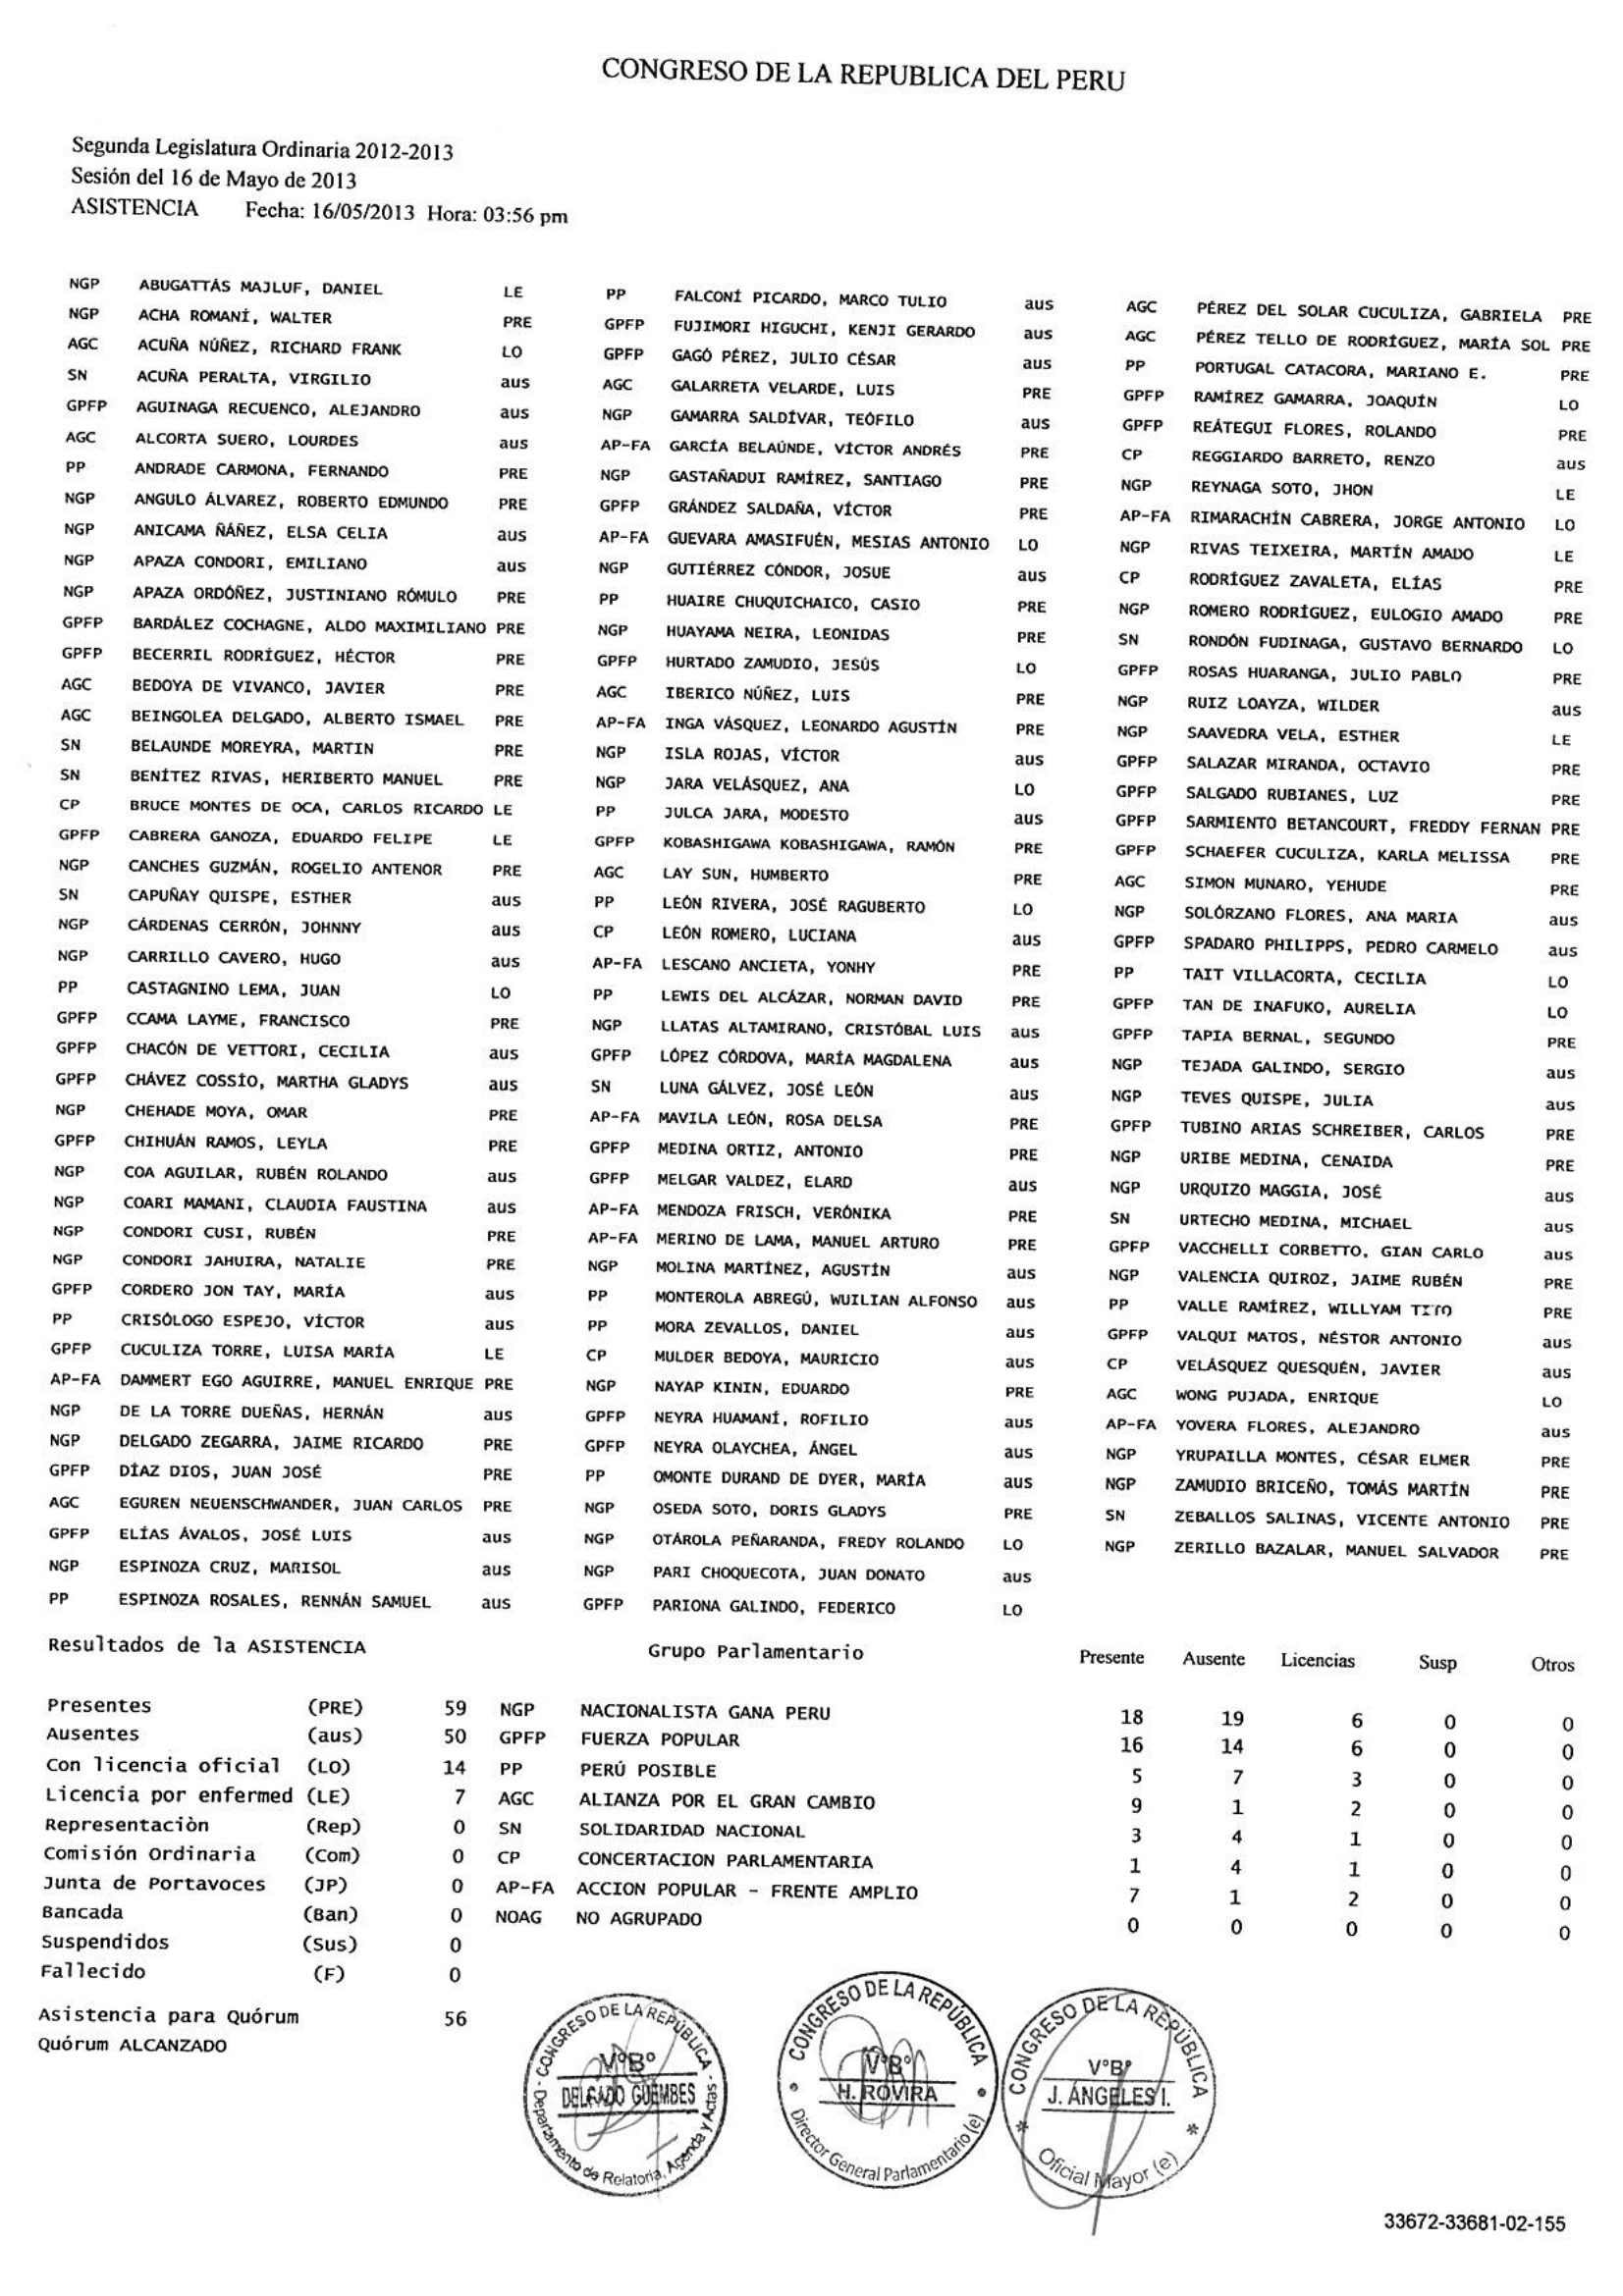 CONGRESO DE LA REPUBLICA DEL PERU
Segunda Legislatura Ordinaria 2012-2013
Sesión del 16 de Mayo de 2013
ASISTENCIA Fecha: 16/05/2013 Hora: 03:56 pm
NGP ABUGATTÁS MAJLUF, DANIEL LE
NGP ACHA ROMANÍ, WALTER PRE
AGC ACUÑA NÚÑEZ, RICHARD FRANK LO
SN ACUÑA PERALTA, VIRGILIO aus
GPFP AGUINAGA RECUENCO, ALEJANDRO aus
AGC ALCORTA SUERO, LOURDES aus
PP ANDRADE CARMONA, FERNANDO PRE
NGP ANGULO ÁLVAREZ, ROBERTO EDMUNDO PRE
NGP ANICAMA ÑÁÑEZ, ELSA CELIA aus
NGP APAZA CONDORI, EMILIANO aus
NGP APAZA ORDÓÑEZ, JUSTINIANO RÓMULO PRE
GPFP BARDÁLEZ COCHAGNE, ALDO MAXIMILIANO PRE
GPFP BECERRIL RODRÍGUEZ, HÉCTOR PRE
AGC BEDOYA DE VIVANCO, JAVIER PRE
AGC BEINGOLEA DELGADO, ALBERTO ISMAEL PRE
SN BELAUNDE MOREYRA, MARTIN PRE
SN BENÍTEZ RIVAS, HERIBERTO MANUEL PRE
CP BRUCE MONTES DE OCA, CARLOS RICARDO LE
GPFP CABRERA GANOZA, EDUARDO FELIPE LE
NGP CANCHES GUZMÁN, ROGELIO ANTENOR PRE
SN CAPUÑAY QUISPE, ESTHER aus
NGP CÁRDENAS CERRÓN, JOHNNY aus
NGP CARRILLO CAVERO, HUGO aus
PP CASTAGNINO LEMA, JUAN LO
GPFP CCAMA LAYME, FRANCISCO PRE
GPFP CHACÓN DE VETTORI, CECILIA aus
GPFP CHÁVEZ COSSÍO, MARTHA GLADYS aus
NGP CHEHADE MOYA, OMAR PRE
GPFP CHIHUÁN RAMOS, LEYLA PRE
NGP COA AGUILAR, RUBÉN ROLANDO aus
NGP COARI MAMANI, CLAUDIA FAUSTINA aus
NGP CONDORI CUSI, RUBÉN PRE
NGP CONDORI JAHUIRA, NATALIE PRE
GPFP CORDERO JON TAY, MARÍA aus
PP CRISÓLOGO ESPEJO, VÍCTOR aus
GPFP CUCULIZA TORRE, LUISA MARÍA LE
AP-FA DAMMERT EGO AGUIRRE, MANUEL ENRIQUE PRE
NGP DE LA TORRE DUEÑAS, HERNÁN aus
NGP DELGADO ZEGARRA, JAIME RICARDO PRE
GPFP DÍAZ DIOS, JUAN JOSÉ PRE
AGC EGUREN NEUENSCHWANDER, JUAN CARLOS PRE
GPFP ELÍAS ÁVALOS, JOSÉ LUIS aus
NGP ESPINOZA CRUZ, MARISOL aus
PP ESPINOZA ROSALES, RENNÁN SAMUEL aus
PP FALCONÍ PICARDO, MARCO TULIO aus
GPFP FUJIMORI HIGUCHI, KENJI GERARDO aus
GPFP GAGÓ PÉREZ, JULIO CÉSAR aus
AGC GALARRETA VELARDE, LUIS PRE
NGP GAMARRA SALDÍVAR, TEÓFILO aus
AP-FA GARCÍA BELAÚNDE, VÍCTOR ANDRÉS PRE
NGP GASTAÑADUI RAMÍREZ, SANTIAGO PRE
GPFP GRÁNDEZ SALDAÑA, VÍCTOR PRE
AP-FA GUEVARA AMASIFUÉN, MESIAS ANTONIO LO
NGP GUTIÉRREZ CÓNDOR, JOSUE aus
PP HUAIRE CHUQUICHAICO, CASIO PRE
NGP HUAYAMA NEIRA, LEONIDAS PRE
GPFP HURTADO ZAMUDIO, JESÚS LO
AGC IBERICO NÚÑEZ, LUIS PRE
AP-FA INGA VÁSQUEZ, LEONARDO AGUSTÍN PRE
NGP ISLA ROJAS, VÍCTOR aus
NGP JARA VELÁSQUEZ, ANA LO
PP JULCA JARA, MODESTO aus
GPFP KOBASHIGAWA KOBASHIGAWA, RAMÓN PRE
AGC LAY SUN, HUMBERTO PRE
PP LEÓN RIVERA, JOSÉ RAGUBERTO LO
CP LEÓN ROMERO, LUCIANA aus
AP-FA LESCANO ANCIETA, YONHY PRE
PP LEWIS DEL ALCÁZAR, NORMAN DAVID PRE
NGP LLATAS ALTAMIRANO, CRISTÓBAL LUIS aus
GPFP LÓPEZ CÓRDOVA, MARÍA MAGDALENA aus
SN LUNA GÁLVEZ, JOSÉ LEÓN aus
AP-FA MAVILA LEÓN, ROSA DELSA PRE
GPFP MEDINA ORTIZ, ANTONIO PRE
GPFP MELGAR VALDEZ, ELARD aus
AP-FA MENDOZA FRISCH, VERÓNIKA PRE
AP-FA MERINO DE LAMA, MANUEL ARTURO PRE
NGP MOLINA MARTÍNEZ, AGUSTÍN aus
PP MONTEROLA ABREGÚ, WUILIAN ALFONSO aus
PP MORA ZEVALLOS, DANIEL aus
CP MULDER BEDOYA, MAURICIO aus
NGP NAYAP KININ, EDUARDO PRE
GPFP NEYRA HUAMANÍ, ROFILIO aus
GPFP NEYRA OLAYCHEA, ÁNGEL aus
PP OMONTE DURAND DE DYER, MARÍA aus
NGP OSEDA SOTO, DORIS GLADYS PRE
NGP OTÁROLA PEÑARANDA, FREDY ROLANDO LO
NGP PARI CHOQUECOTA, JUAN DONATO aus
GPFP PARIONA GALINDO, FEDERICO LO
AGC PÉREZ DEL SOLAR CUCULIZA, GABRIELA PRE
AGC PÉREZ TELLO DE RODRÍGUEZ, MARÍA SOL PRE
PP PORTUGAL CATACORA, MARIANO E. PRE
GPFP RAMÍREZ GAMARRA, JOAQUÍN LO
GPFP REÁTEGUI FLORES, ROLANDO PRE
CP REGGIARDO BARRETO, RENZO aus
NGP REYNAGA SOTO, JHON LE
AP-FA RIMARACHÍN CABRERA, JORGE ANTONIO LO
NGP RIVAS TEIXEIRA, MARTÍN AMADO LE
CP RODRÍGUEZ ZAVALETA, ELÍAS PRE
NGP ROMERO RODRÍGUEZ, EULOGIO AMADO PRE
SN RONDÓN FUDINAGA, GUSTAVO BERNARDO LO
GPFP ROSAS HUARANGA, JULIO PABLO PRE
NGP RUIZ LOAYZA, WILDER aus
NGP SAAVEDRA VELA, ESTHER LE
GPFP SALAZAR MIRANDA, OCTAVIO PRE
GPFP SALGADO RUBIANES, LUZ PRE
GPFP SARMIENTO BETANCOURT, FREDDY FERNAN PRE
GPFP SCHAEFER CUCULIZA, KARLA MELISSA PRE
AGC SIMON MUNARO, YEHUDE PRE
NGP SOLÓRZANO FLORES, ANA MARIA aus
GPFP SPADARO PHILIPPS, PEDRO CARMELO aus
PP TAIT VILLACORTA, CECILIA LO
GPFP TAN DE INAFUKO, AURELIA LO
GPFP TAPIA BERNAL, SEGUNDO PRE
NGP TEJADA GALINDO, SERGIO aus
NGP TEVES QUISPE, JULIA aus
GPFP TUBINO ARIAS SCHREIBER, CARLOS PRE
NGP URIBE MEDINA, CENAIDA PRE
NGP URQUIZO MAGGIA, JOSÉ aus
SN URTECHO MEDINA, MICHAEL aus
GPFP VACCHELLI CORBETTO, GIAN CARLO aus
NGP VALENCIA QUIROZ, JAIME RUBÉN PRE
PP VALLE RAMÍREZ, WILLYAM TITO PRE
GPFP VALQUI MATOS, NÉSTOR ANTONIO aus
CP VELÁSQUEZ QUESQUÉN, JAVIER aus
AGC WONG PUJADA, ENRIQUE LO
AP-FA YOVERA FLORES, ALEJANDRO aus
NGP YRUPAILLA MONTES, CÉSAR ELMER PRE
NGP ZAMUDIO BRICEÑO, TOMÁS MARTÍN PRE
SN ZEBALLOS SALINAS, VICENTE ANTONIO PRE
NGP ZERILLO BAZALAR, MANUEL SALVADOR PRE
Resultados de la ASISTENCIA
Presentes (PRE) 59
Ausentes (aus) 50
Con licencia oficial (LO) 14
Licencia por enfermed (LE) 7
Representaciòn (Rep) 0
Comisión Ordinaria (Com) 0
Junta de Portavoces (JP) 0
Bancada (Ban) 0
Suspendidos (Sus) 0
Fallecido (F) 0
Asistencia para Quórum 56
Quórum ALCANZADO
Grupo Parlamentario Presente Ausente Licencias Susp Otros
NGP NACIONALISTA GANA PERU 18 19 6 0 0
GPFP FUERZA POPULAR 16 14 6 0 0
PP PERÚ POSIBLE 5 7 3 0 0
AGC ALIANZA POR EL GRAN CAMBIO 9 1 2 0 0
SN SOLIDARIDAD NACIONAL 3 4 1 0 0
CP CONCERTACION PARLAMENTARIA 1 4 1 0 0
AP-FA ACCION POPULAR - FRENTE AMPLIO 7 1 2 0 0
NOAG NO AGRUPADO 0 0 0 0 0
CONGRESO DE LA REPÚBLICA
V°B°
DELGADO GUEMBES
Departamento de Relatoría, Agenda y Actas
CONGRESO DE LA REPÚBLICA
V°B°
H. ROVIRA
Director General Parlamentario (e)
CONGRESO DE LA REPÚBLICA
V°B°
J. ÁNGELES I.
Oficial Mayor (e)
33672-33681-02-155